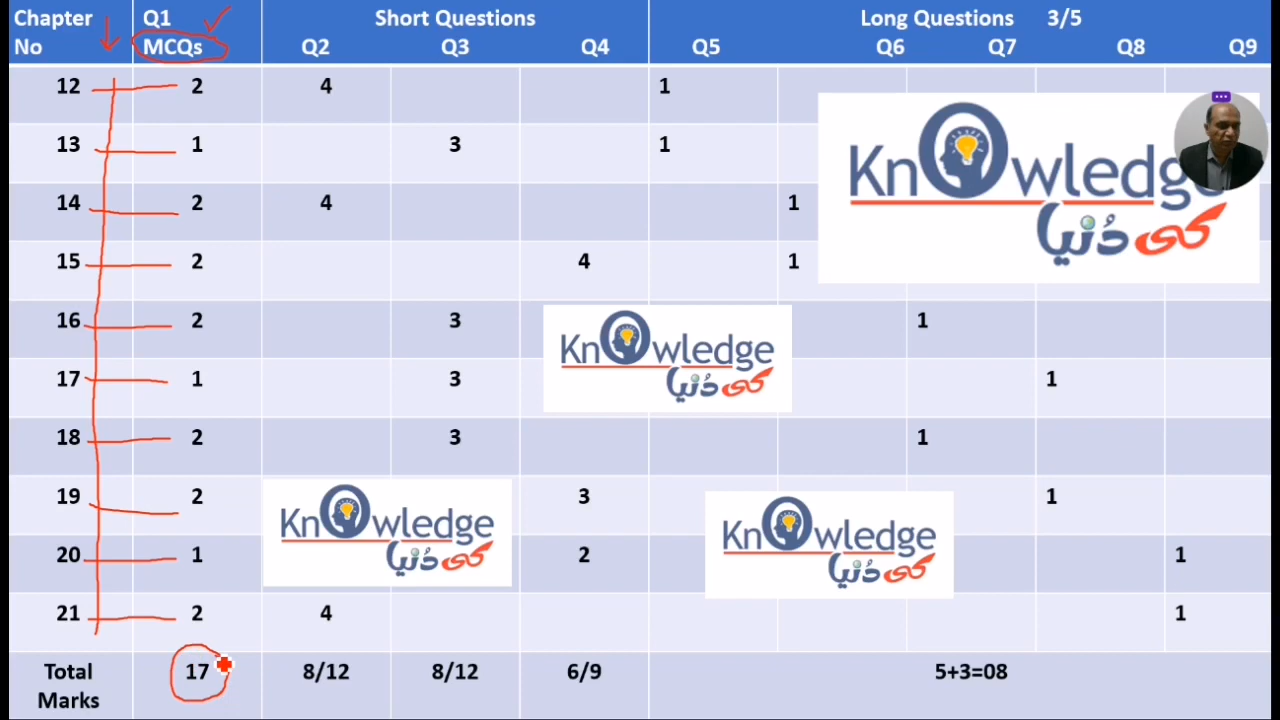 Chapter No Q1 MCQs Short Questions Long Questions 3/5
Q2 Q3 Q4 Q5 Q6 Q7 Q8 Q9
12 2 4 1
13 1 3 1
14 2 4 1
15 2 4 1
16 2 3 1
17 1 3 1
18 2 3 1
19 2 3 1
20 1 2 1
21 2 4 1
Total Marks 17 8/12 8/12 6/9 5+3=08
Knowledge
کی دُنیا
Knowledge
کی دُنیا
Knowledge
کی دُنیا
Knowledge
کی دُنیا